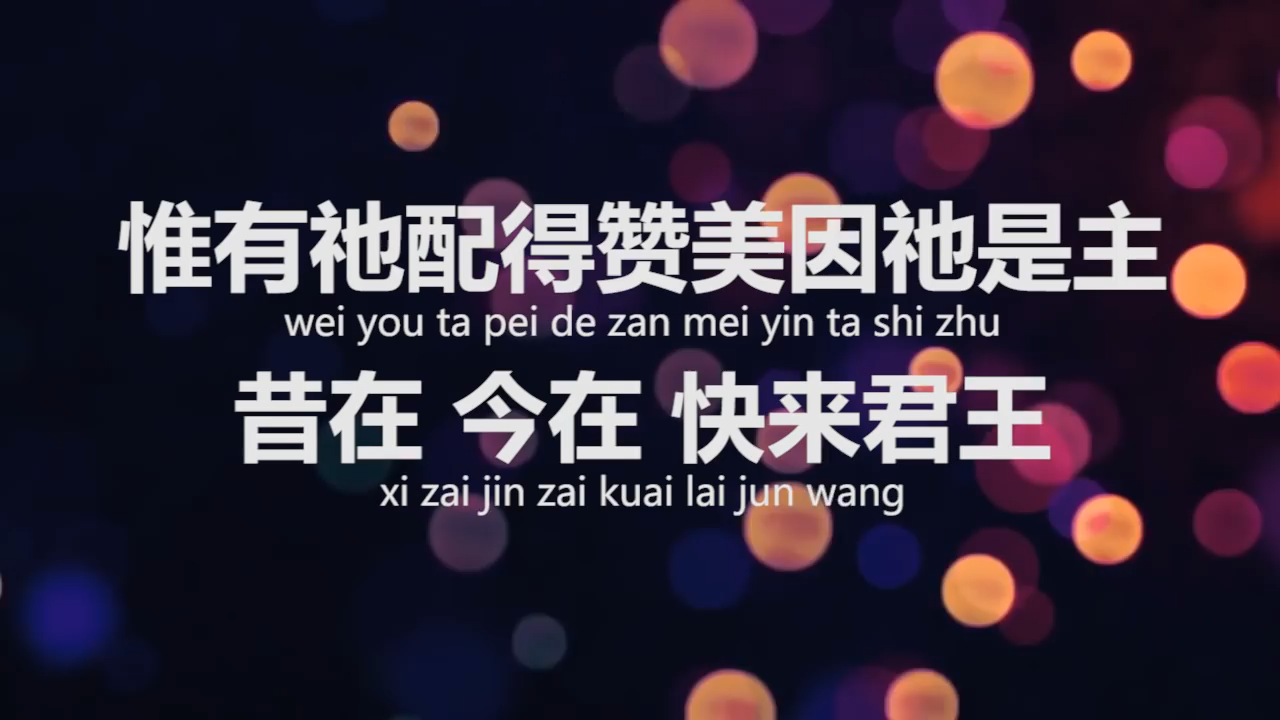 惟有祂配得赞美因祂是主
wei you ta pei de zan mei yin ta shi zhu
昔在 今在 快来君王
xi zai jin zai kuai lai jun wang